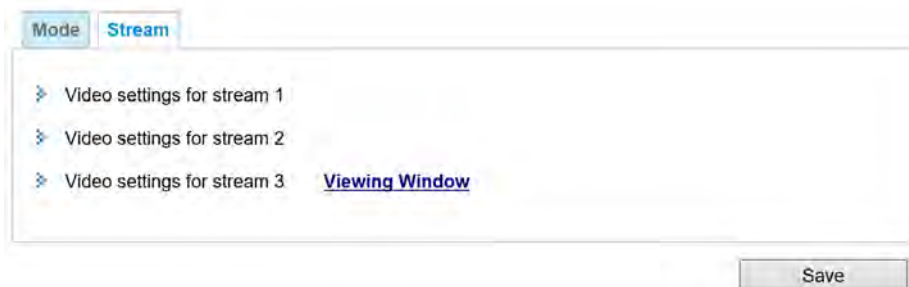 Mode Stream
Video settings for stream 1
Video settings for stream 2
Video settings for stream 3 Viewing Window
Save